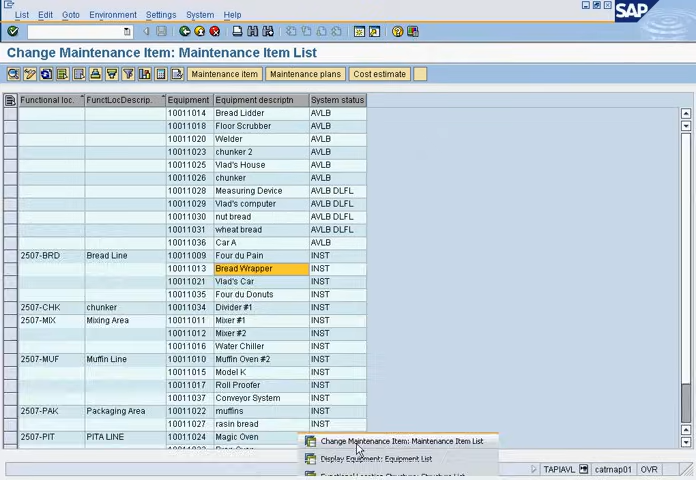 List Edit Goto Environment Settings System Help
SAP
Change Maintenance Item: Maintenance Item List
Maintenance item Maintenance plans Cost estimate
Functional loc. FunctLocDescrip. Equipment Equipment descriptn System status
10011014 Bread Lidder AVLB
10011018 Floor Scrubber AVLB
10011020 Welder AVLB
10011023 chunker 2 AVLB
10011025 Vlad's House AVLB
10011026 chunker AVLB
10011028 Measuring Device AVLB DLFL
10011029 Vlad's computer AVLB DLFL
10011030 nut bread AVLB DLFL
10011031 wheat bread AVLB DLFL
10011036 Car A AVLB
2507-BRD Bread Line 10011009 Four du Pain INST
10011013 Bread Wrapper INST
10011021 Vlad's Car INST
10011035 Four du Donuts INST
2507-CHK chunker 10011034 Divider #1 INST
2507-MIX Mixing Area 10011011 Mixer #1 INST
10011012 Mixer #2 INST
10011016 Water Chiller INST
2507-MUF Muffin Line 10011010 Muffin Oven #2 INST
10011015 Model K INST
10011017 Roll Proofer INST
10011037 Conveyor System INST
2507-PAK Packaging Area 10011022 muffins INST
10011027 rasin bread INST
2507-PIT PITA LINE 10011024 Magic Oven
Change Maintenance Item: Maintenance Item List
Display Equipment: Equipment List
Functional Location Structure: Structure List
TAPIAVL catmap01 OVR